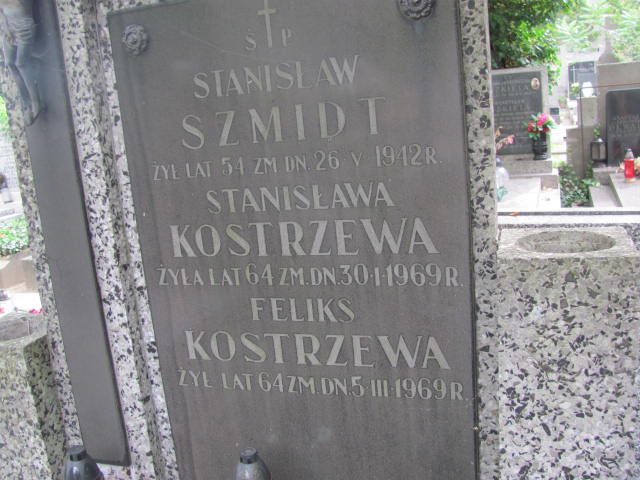 Ś P
STANISŁAW
SZMIDT
ŻYŁ LAT 54 ZM DN. 26 V 1942 R.
STANISŁAWA
KOSTRZEWA
ŻYŁA LAT 64 ZM. DN. 30·I·1969 R.
FELIKS
KOSTRZEWA
ŻYŁ LAT 64 ZM DN. 5·III·1969 R.